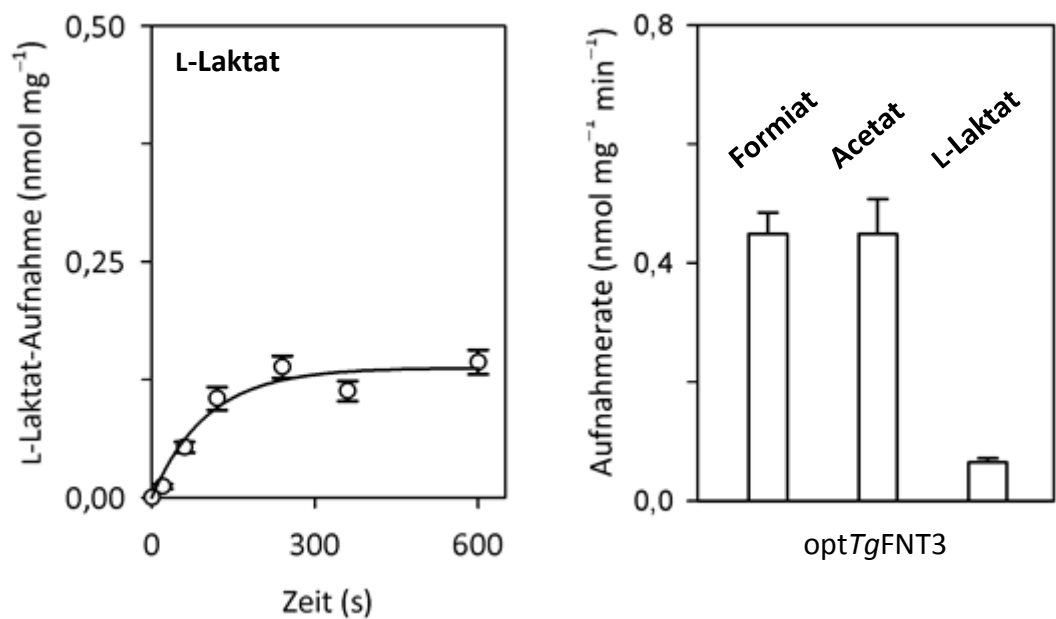 L-Laktat-Aufnahme (nmol mg⁻¹)
0,50
0,25
0,00
L-Laktat
0
300
600
Zeit (s)
Aufnahmerate (nmol mg⁻¹ min⁻¹)
0,8
0,4
0,0
Formiat
Acetat
L-Laktat
optTgFNT3